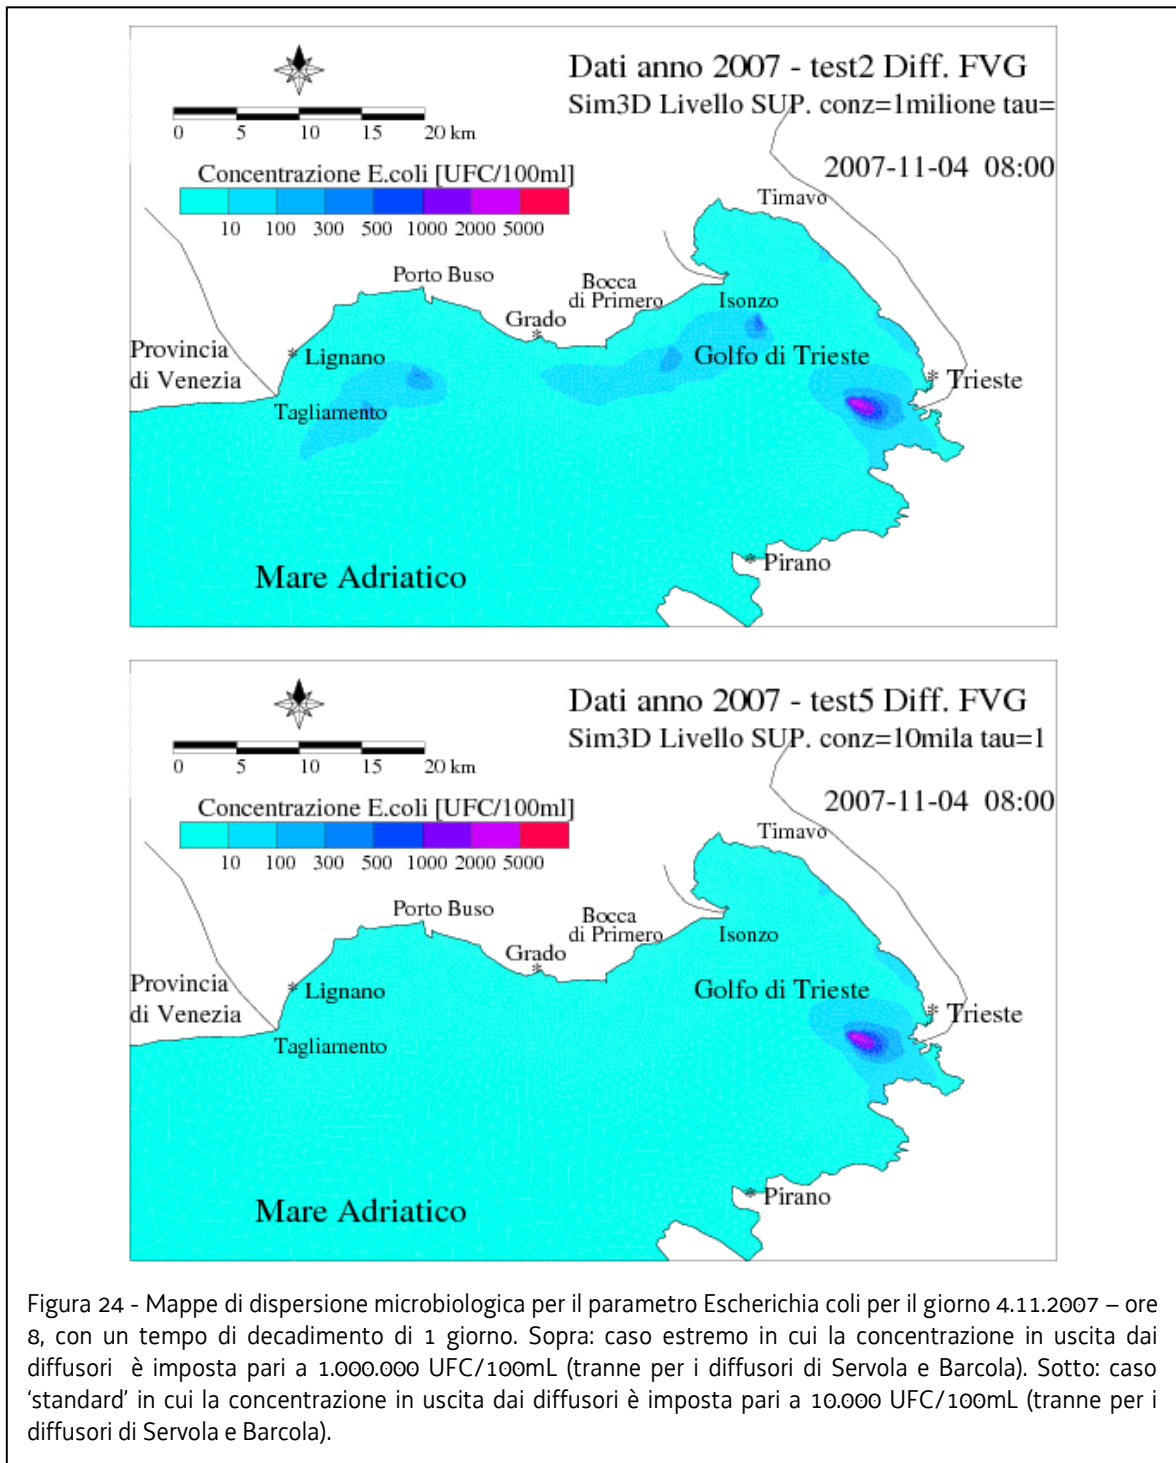 Dati anno 2007 - test2 Diff. FVG
Sim3D Livello SUP. conz=1milione tau=
2007-11-04 08:00
0 5 10 15 20 km
Concentrazione E.coli [UFC/100ml]
10 100 300 500 1000 2000 5000
Timavo
Porto Buso
Bocca
di Primero
Isonzo
Grado
Provincia
di Venezia
Lignano
Golfo di Trieste
Trieste
Tagliamento
Pirano
Mare Adriatico
Dati anno 2007 - test5 Diff. FVG
Sim3D Livello SUP. conz=10mila tau=1
2007-11-04 08:00
0 5 10 15 20 km
Concentrazione E.coli [UFC/100ml]
10 100 300 500 1000 2000 5000
Timavo
Porto Buso
Bocca
di Primero
Isonzo
Grado
Provincia
di Venezia
Lignano
Golfo di Trieste
Trieste
Tagliamento
Pirano
Mare Adriatico
Figura 24 - Mappe di dispersione microbiologica per il parametro Escherichia coli per il giorno 4.11.2007 – ore
8, con un tempo di decadimento di 1 giorno. Sopra: caso estremo in cui la concentrazione in uscita dai
diffusori è imposta pari a 1.000.000 UFC/100mL (tranne per i diffusori di Servola e Barcola). Sotto: caso
‘standard’ in cui la concentrazione in uscita dai diffusori è imposta pari a 10.000 UFC/100mL (tranne per i
diffusori di Servola e Barcola).